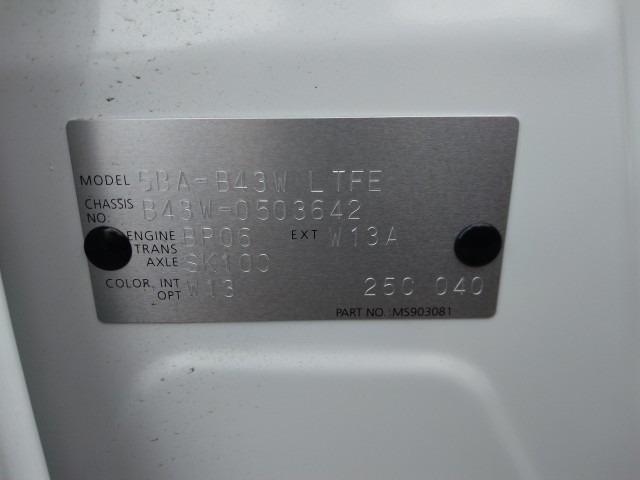 MODEL 5BA-B43W LTFE
CHASSIS NO. B43W-0503642
ENGINE BR06 EXT W13A
TRANS AXLE SK100
COLOR, INT OPT W13 25C 040
PART NO.:MS903081